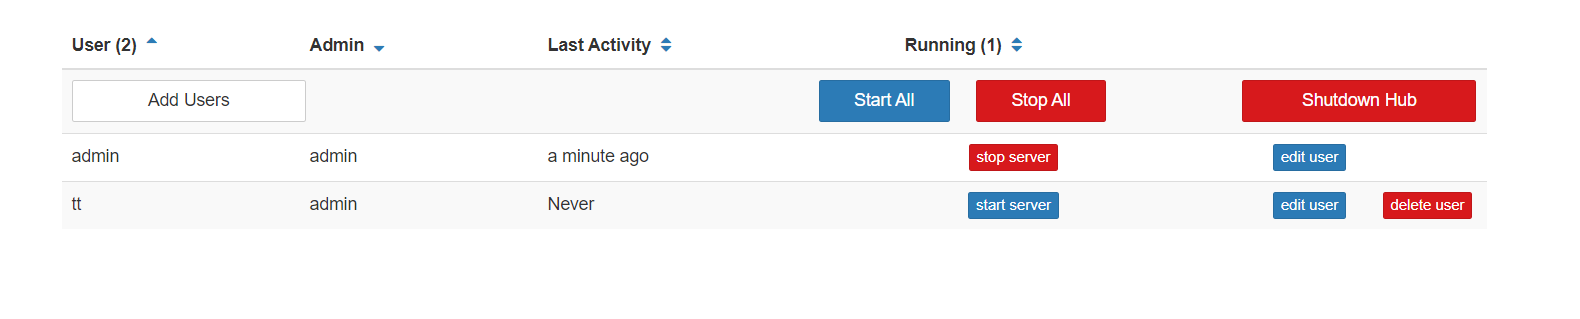 User (2) Admin Last Activity Running (1)
Add Users Start All Stop All Shutdown Hub
admin admin a minute ago stop server edit user
tt admin Never start server edit user delete user